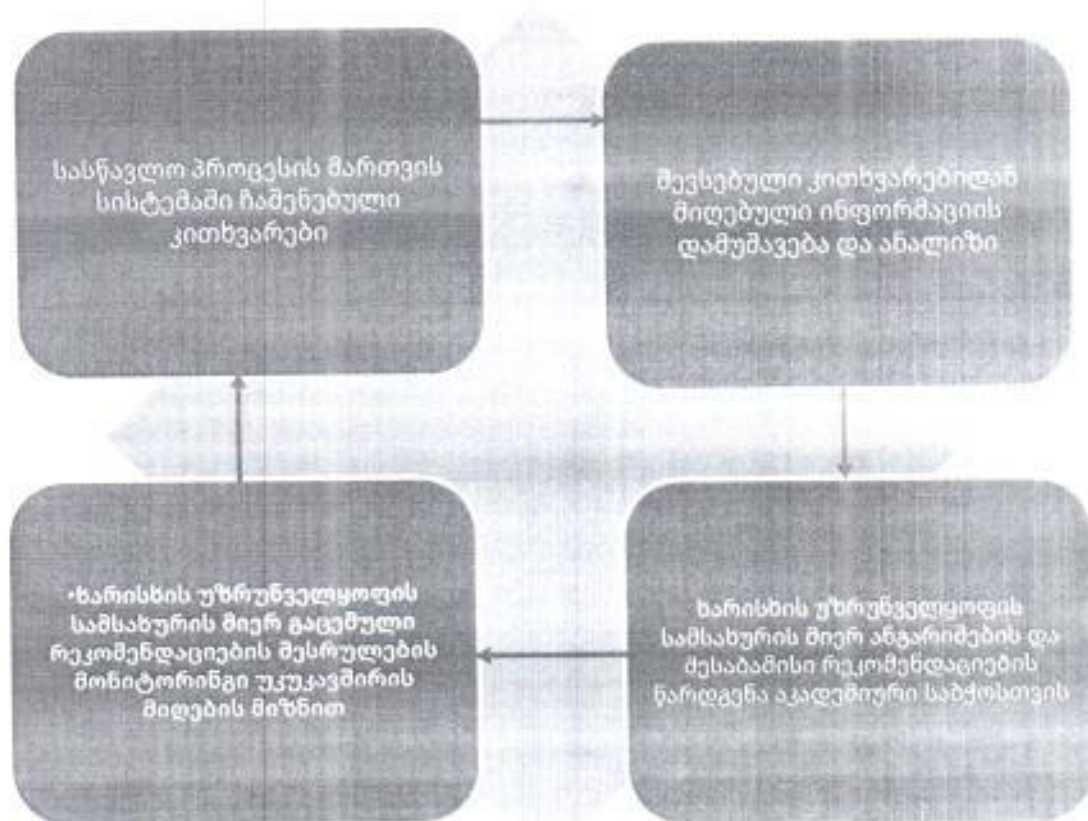 სასწავლო პროცესის მართვის
სისტემაში ჩაშენებული
კითხვარები
შევსებული კითხვარებიდან
მიღებული ინფორმაციის
დამუშავება და ანალიზი
•ხარისხის უზრუნველყოფის
სამსახურის მიერ გაცემული
რეკომენდაციების შესრულების
მონიტორინგი უკუკავშირის
მიღების მიზნით
ხარისხის უზრუნველყოფის
სამსახურის მიერ ანგარიშების და
შესაბამისი რეკომენდაციების
წარდგენა აკადემიური საბჭოსთვის